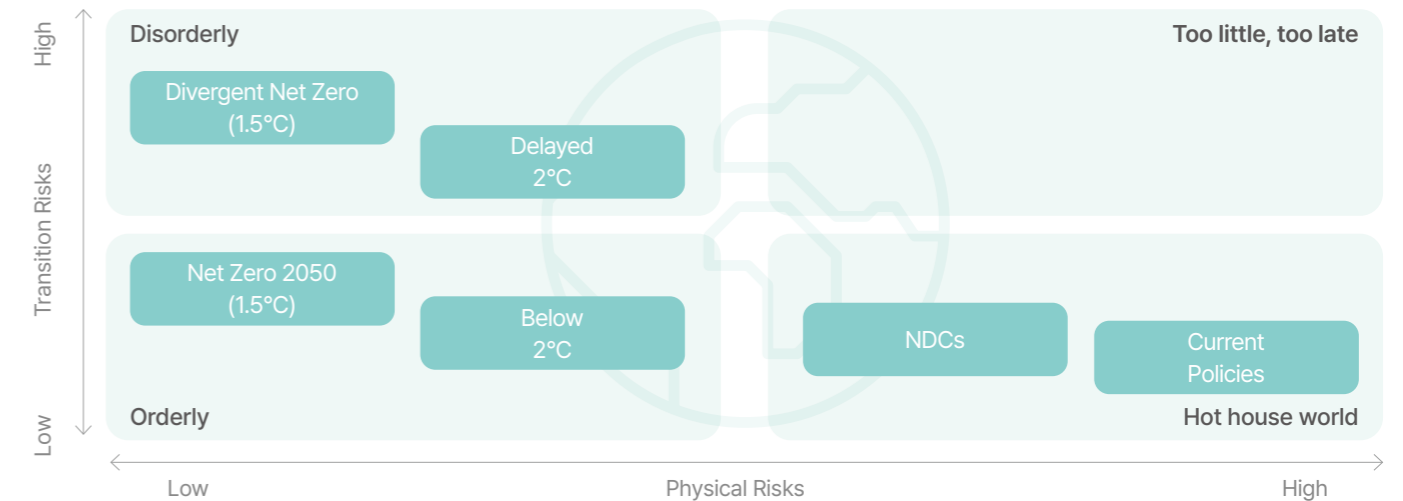 High
Transition Risks
Low
Disorderly
Divergent Net Zero
(1.5°C)
Delayed
2°C
Too little, too late
Net Zero 2050
(1.5°C)
Below
2°C
Orderly
NDCs
Current
Policies
Hot house world
Low
Physical Risks
High